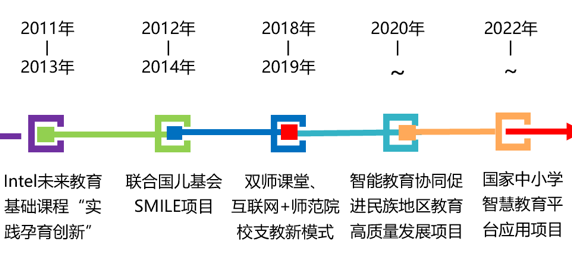 2011年
|
2013年
2012年
|
2014年
2018年
|
2019年
2020年
|
~
2022年
|
~
Intel未来教育
基础课程“实
践孕育创新”
联合国儿基会
SMILE项目
双师课堂、
互联网+师范院
校支教新模式
智能教育协同促
进民族地区教育
高质量发展项目
国家中小学
智慧教育平
台应用项目